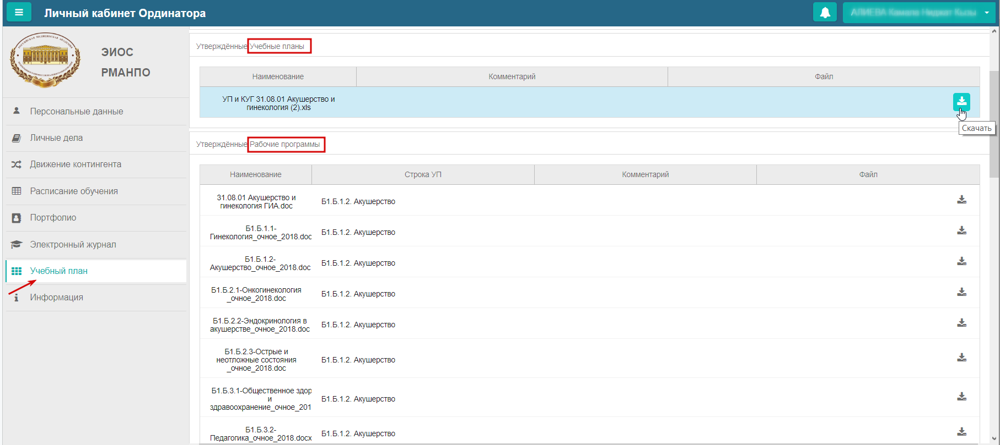 Личный кабинет Ординатора
ЭИОС
РМАНПО
Персональные данные
Личные дела
Движение контингента
Расписание обучения
Портфолио
Электронный журнал
Учебный план
Информация
Утверждённые Учебные планы
Наименование Комментарий Файл
УП и КУГ 31.08.01 Акушерство и
гинекология (2).xls
Скачать
Утверждённые Рабочие программы
Наименование Строка УП Комментарий Файл
31.08.01 Акушерство и
гинекология ГИА.doc
Б1.Б.1.2. Акушерство
Б1.Б.1.1-
Гинекология_очное_2018.doc
Б1.Б.1.2. Акушерство
Б1.Б.1.2-
Акушерство_очное_2018.doc
Б1.Б.1.2. Акушерство
Б1.Б.2.1-Онкогинекология
_очное_2018.doc
Б1.Б.1.2. Акушерство
Б1.Б.2.2-Эндокринология в
акушерстве_очное_2018.doc
Б1.Б.1.2. Акушерство
Б1.Б.2.3-Острые и
неотложные состояния
_очное_2018.doc
Б1.Б.1.2. Акушерство
Б1.Б.3.1-Общественное здор
и
здравоохранение_очное_201
Б1.Б.1.2. Акушерство
Б1.Б.3.2-
Педагогика_очное_2018.docx
Б1.Б.1.2. Акушерство